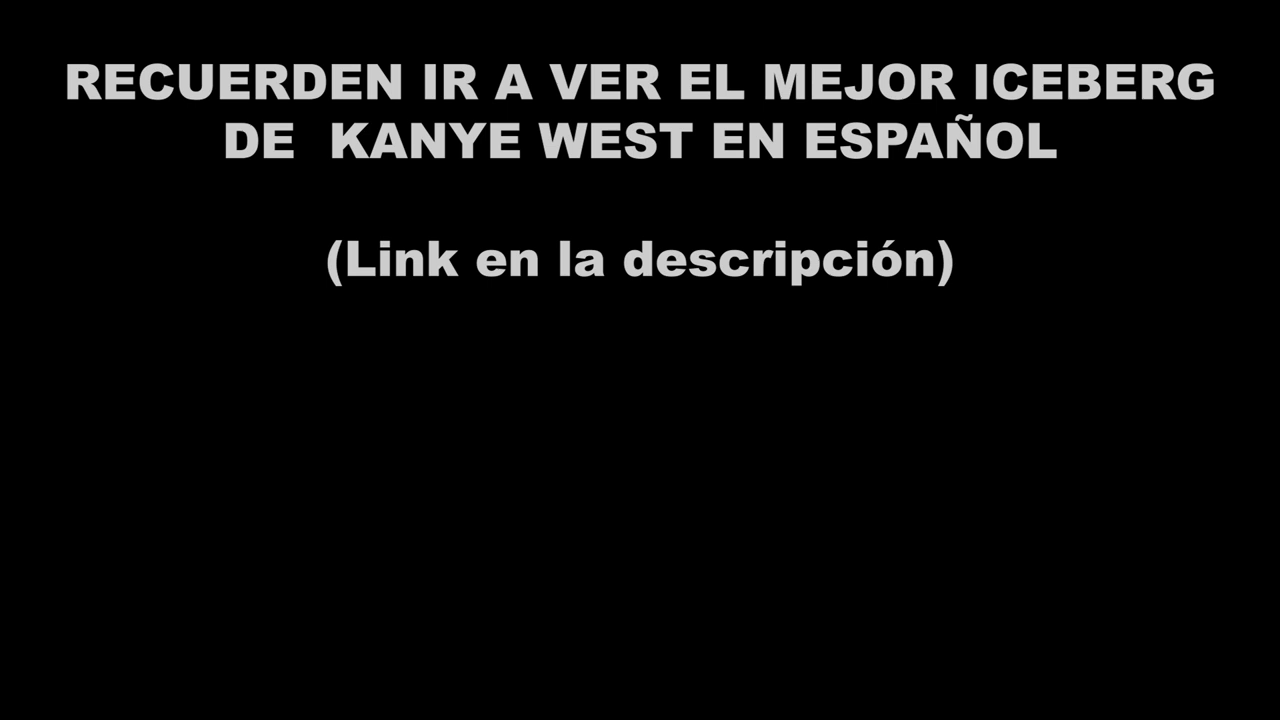 RECUERDEN IR A VER EL MEJOR ICEBERG
DE  KANYE WEST EN ESPAÑOL
(Link en la descripción)